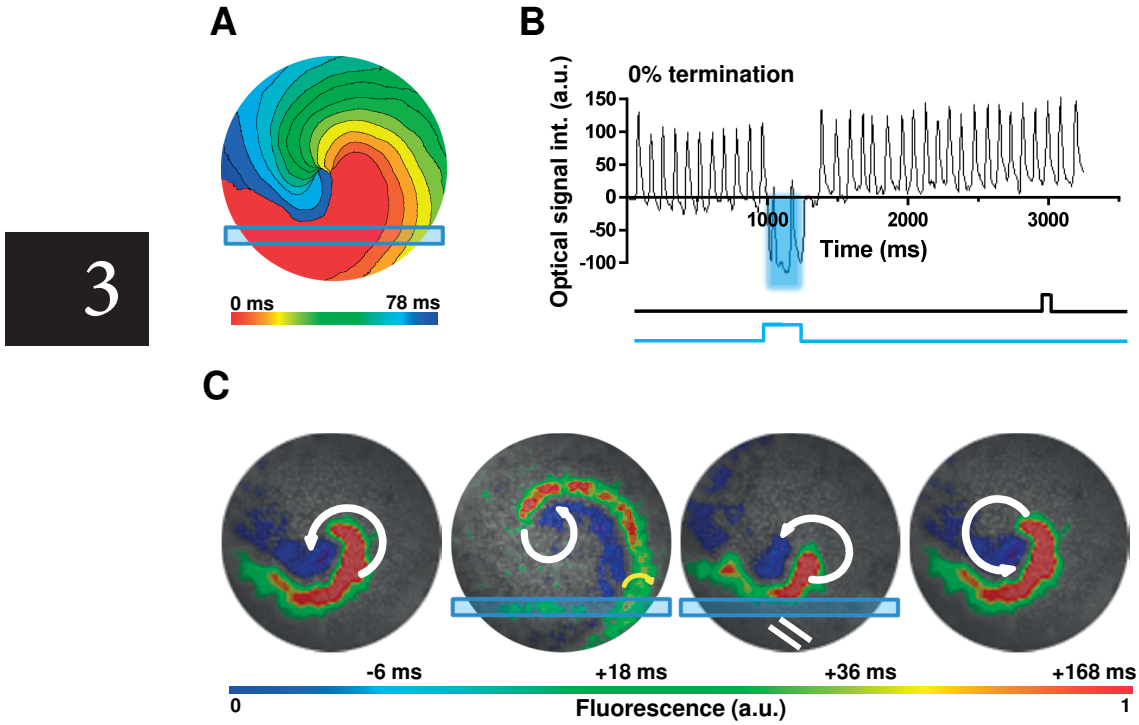 3
A
0 ms 78 ms
B
0% termination
Optical signal int. (a.u.)
150
100
50
0
-50
-100
1000 2000 3000
Time (ms)
C
-6 ms +18 ms +36 ms +168 ms
0 1
Fluorescence (a.u.)